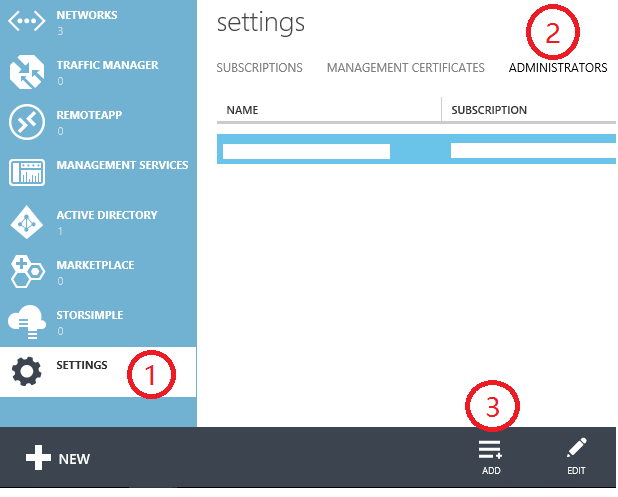 NETWORKS
3
TRAFFIC MANAGER
0
REMOTEAPP
0
MANAGEMENT SERVICES
ACTIVE DIRECTORY
1
MARKETPLACE
0
STORSIMPLE
0
SETTINGS
1
settings
2
SUBSCRIPTIONS MANAGEMENT CERTIFICATES ADMINISTRATORS
NAME SUBSCRIPTION
3
NEW
ADD EDIT